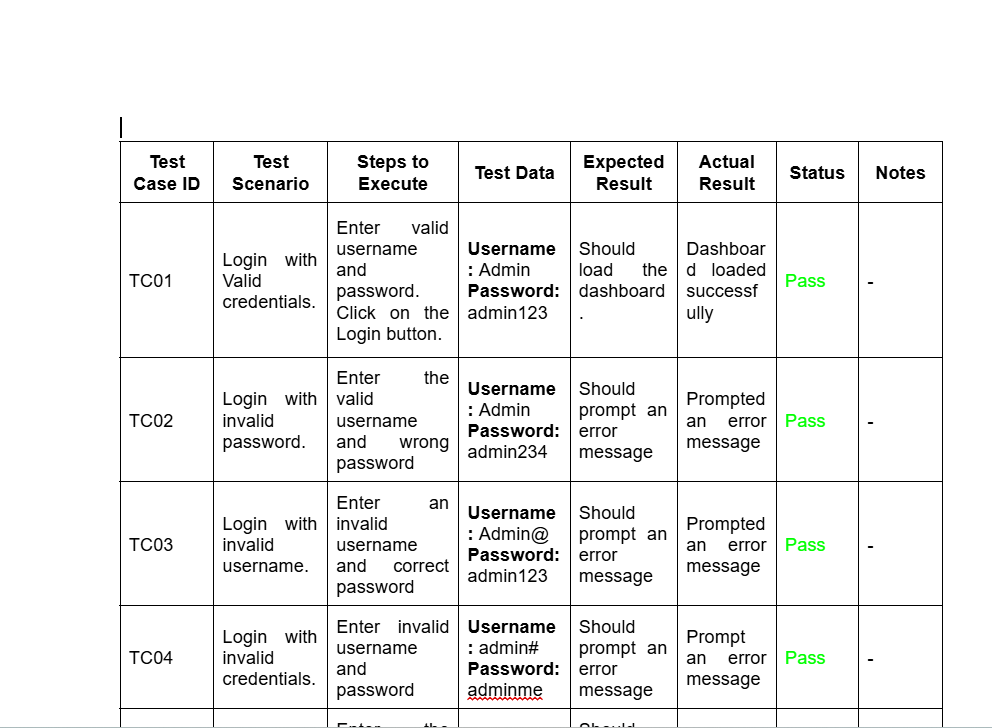 Test Case ID
Test Scenario
Steps to Execute
Test Data
Expected Result
Actual Result
Status
Notes
TC01
Login with
Valid
credentials.
Enter valid
username
and
password.
Click on the
Login button.
Username
: Admin
Password:
admin123
Should
load the
dashboard
.
Dashboar
d loaded
successf
ully
Pass
-
TC02
Login with
invalid
password.
Enter the
valid
username
and wrong
password
Username
: Admin
Password:
admin234
Should
prompt an
error
message
Prompted
an error
message
Pass
-
TC03
Login with
invalid
username.
Enter an
invalid
username
and correct
password
Username
: Admin@
Password:
admin123
Should
prompt an
error
message
Prompted
an error
message
Pass
-
TC04
Login with
invalid
credentials.
Enter invalid
username
and
password
Username
: admin#
Password:
adminme
Should
prompt an
error
message
Prompt
an error
message
Pass
-
Enter the
Should